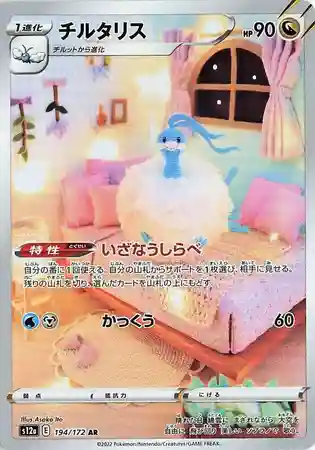 1進化
チルタリス
HP90
チルットから進化
特性
とくせい
いざなうしらべ
自分の番に1回使える。自分の山札からサポートを1枚選び、相手に見せる。
残りの山札を切り、選んだカードを山札の上にもどす。
かっくう 60
弱点 抵抗力 にげる
Illus. Asako Ito
s12a E 194/172 AR
©2022 Pokémon/Nintendo/Creatures/GAME FREAK.